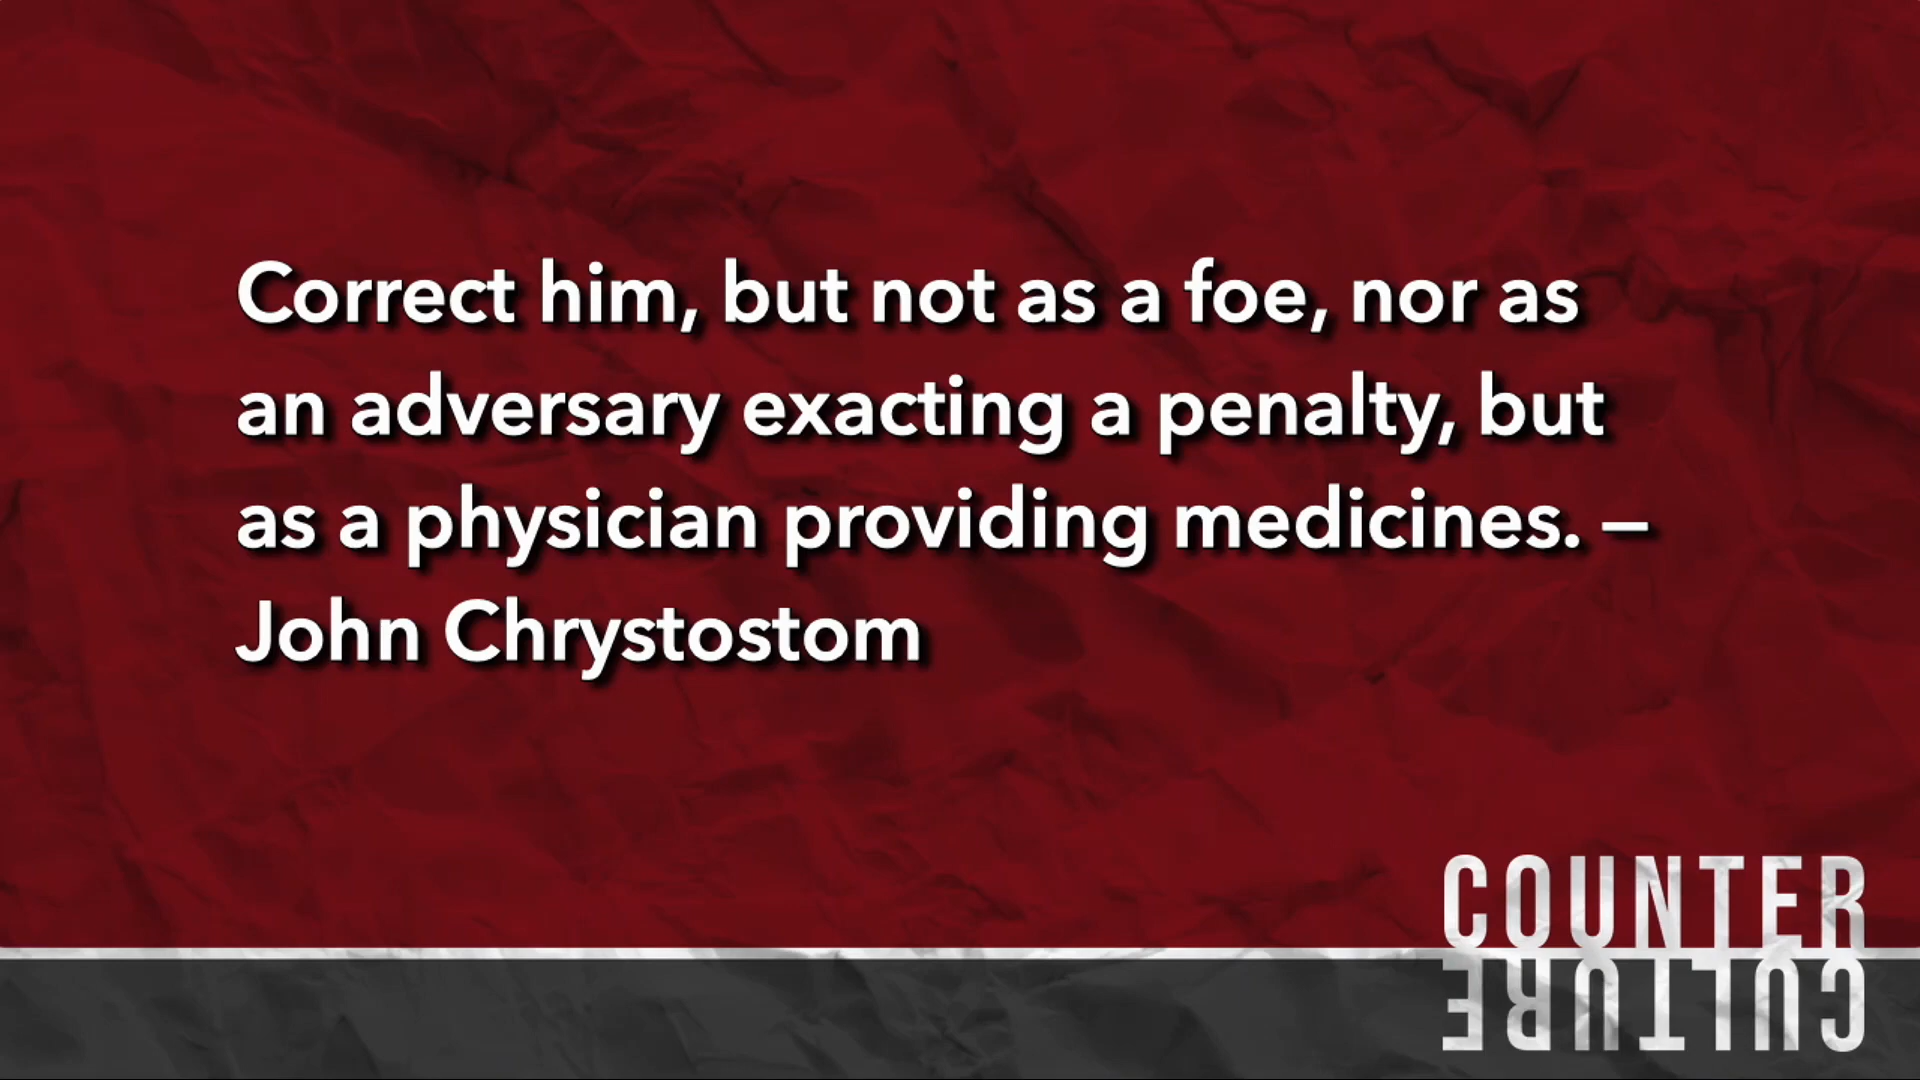 Correct him, but not as a foe, nor as
an adversary exacting a penalty, but
as a physician providing medicines. –
John Chrystostom
COUNTER
CULTURE